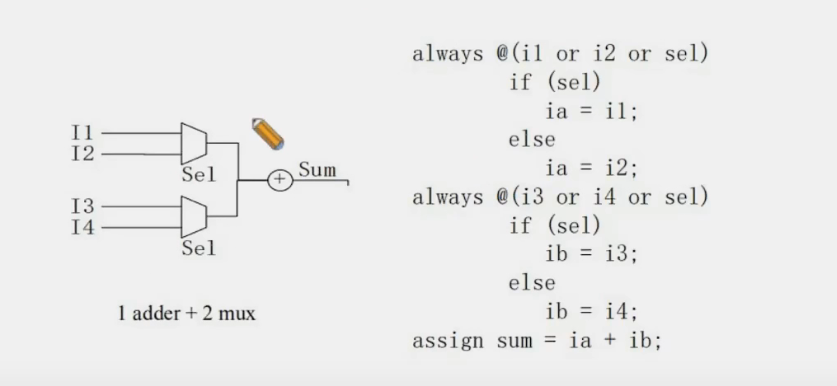 I1
I2
Sel
+
Sum
I3
I4
Sel
1 adder + 2 mux
always @(i1 or i2 or sel)
if (sel)
ia = i1;
else
ia = i2;
always @(i3 or i4 or sel)
if (sel)
ib = i3;
else
ib = i4;
assign sum = ia + ib;